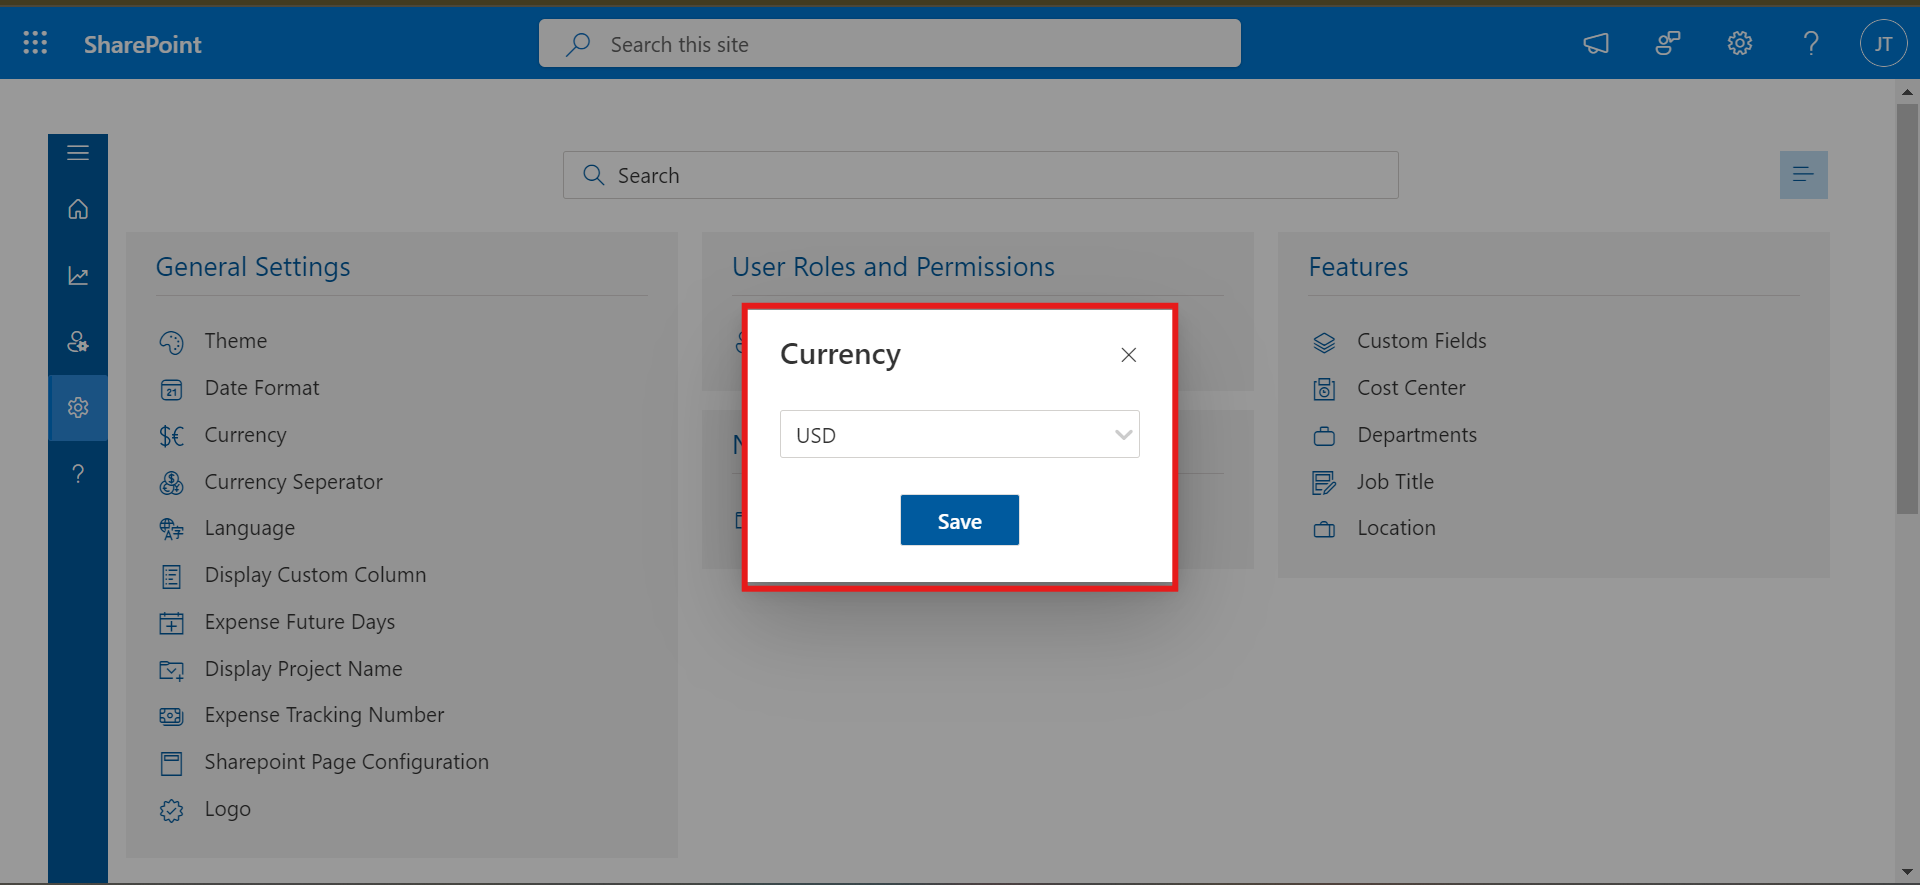 SharePoint
Search this site
JT
Search
General Settings
Theme
Date Format
Currency
Currency Seperator
Language
Display Custom Column
Expense Future Days
Display Project Name
Expense Tracking Number
Sharepoint Page Configuration
Logo
User Roles and Permissions
Currency
USD
Save
Features
Custom Fields
Cost Center
Departments
Job Title
Location